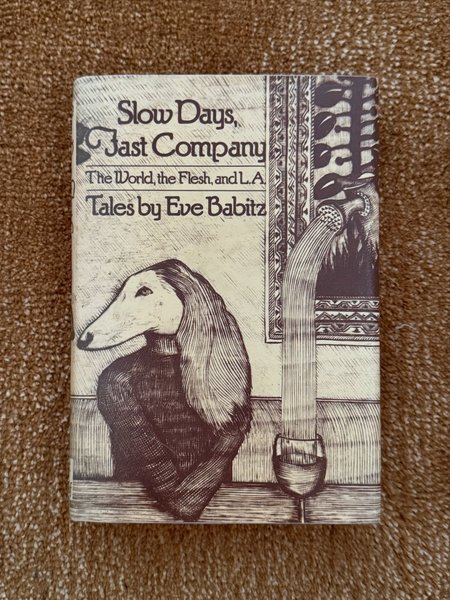 Slow Days,
Fast Company
The World, the Flesh, and L.A.
Tales by Eve Babitz